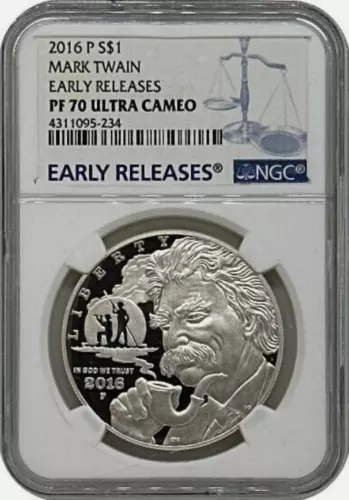 2016 P S$1
MARK TWAIN
EARLY RELEASES
PF 70 ULTRA CAMEO
4311095-234
EARLY RELEASES® NGC®
LIBERTY
IN GOD WE TRUST
2016
P